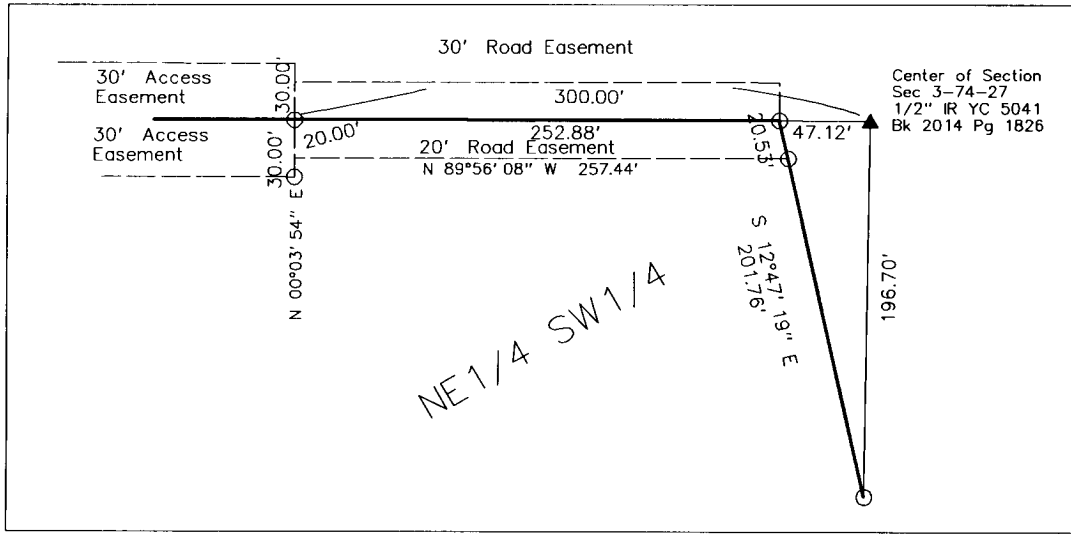 30' Road Easement
30' Access
Easement
30.00'
300.00'
Center of Section
Sec 3-74-27
1/2" IR YC 5041
Bk 2014 Pg 1826
30' Access
Easement
30.00'
20.00'
252.88'
20.53'
47.12'
20' Road Easement
N 89°56' 08" W 257.44'
N 00°03' 54" E
S 12°47' 19" E
201.76'
196.70'
NE1/4 SW1/4